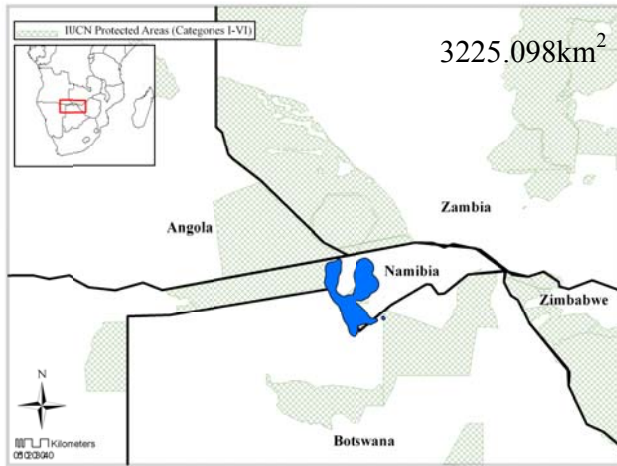 IUCN Protected Areas (Categories I-VI)
3225.098km²
Zambia
Angola
Namibia
Zimbabwe
N
Kilometers
Botswana